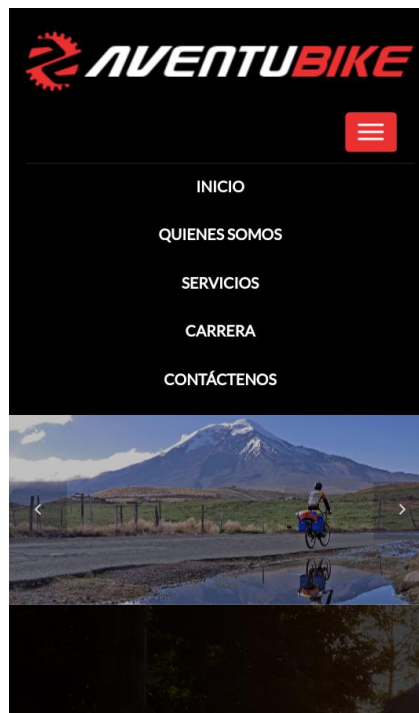 AVENTUBIKE
INICIO
QUIENES SOMOS
SERVICIOS
CARRERA
CONTÁCTENOS